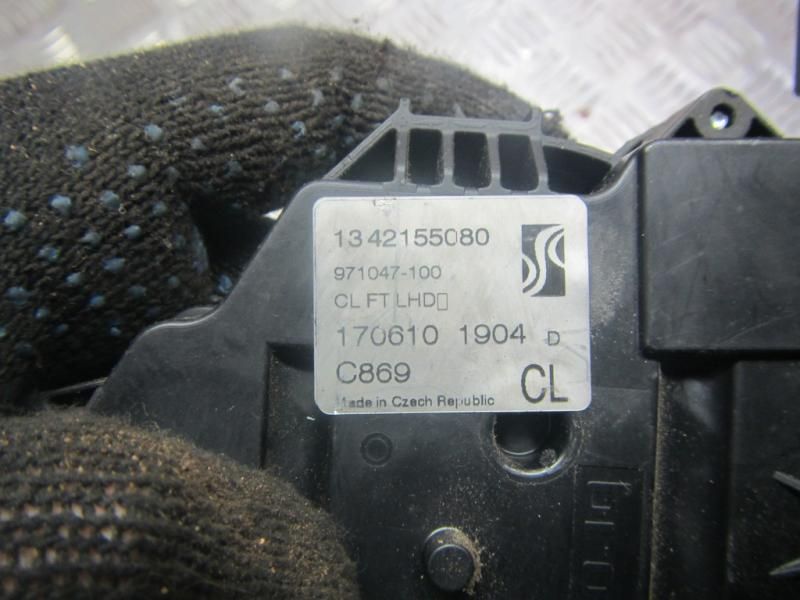 13 42155080
971047-100
CL FT LHD▯
170610 1904 D
C869
CL
Made in Czech Republic